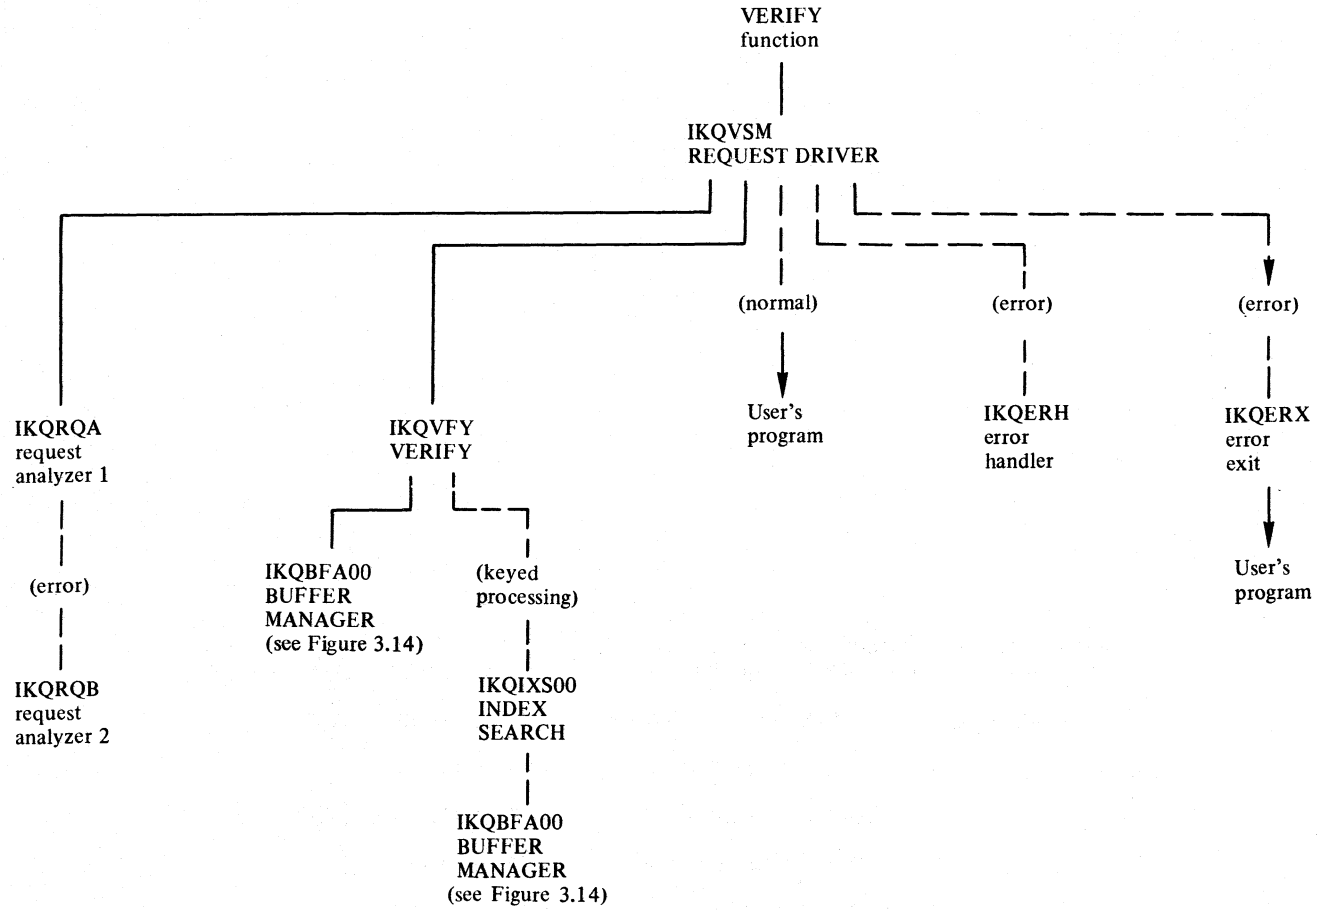 VERIFY
function
IKQVSM
REQUEST DRIVER
(normal)
(error)
(error)
IKQRQA
request
analyzer 1
IKQVFY
VERIFY
User's
program
IKQERH
error
handler
IKQERX
error
exit
(error)
IKQBFA00
BUFFER
MANAGER
(see Figure 3.14)
(keyed
processing)
User's
program
IKQRQB
request
analyzer 2
IKQIXS00
INDEX
SEARCH
IKQBFA00
BUFFER
MANAGER
(see Figure 3.14)